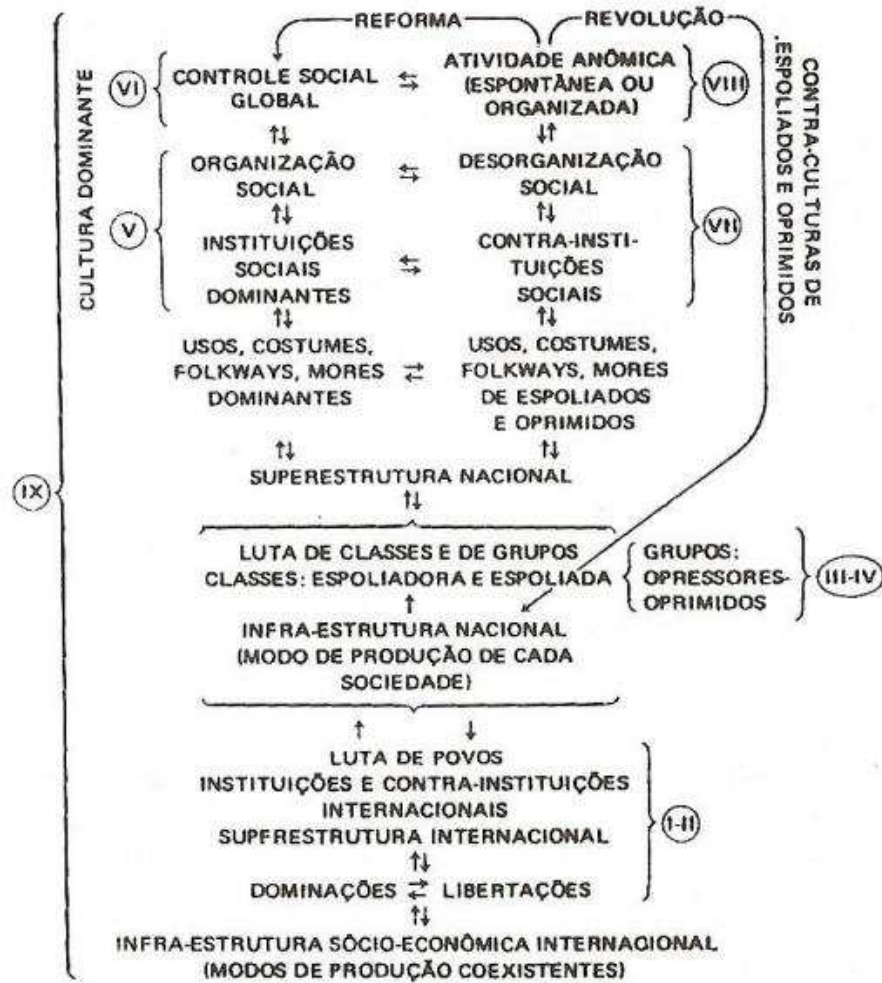 REFORMA
REVOLUÇÃO
CULTURA DOMINANTE
CONTRA-CULTURAS DE
ESPOLIADOS E OPRIMIDOS
VI
CONTROLE SOCIAL
GLOBAL
⇆
ATIVIDADE ANÔMICA
(ESPONTÂNEA OU
ORGANIZADA)
VIII
↑↓
↓↑
V
ORGANIZAÇÃO
SOCIAL
⇆
DESORGANIZAÇÃO
SOCIAL
VII
↑↓
↑↓
INSTITUIÇÕES
SOCIAIS
DOMINANTES
⇆
CONTRA-INSTI-
TUIÇÕES
SOCIAIS
↑↓
↑↓
USOS, COSTUMES,
FOLKWAYS, MORES
DOMINANTES
⇄
USOS, COSTUMES,
FOLKWAYS, MORES
DE ESPOLIADOS
E OPRIMIDOS
↑↓
↑↓
SUPERESTRUTURA NACIONAL
↑↓
IX
LUTA DE CLASSES E DE GRUPOS
CLASSES: ESPOLIADORA E ESPOLIADA
GRUPOS:
OPRESSORES-
OPRIMIDOS
III-IV
↑
INFRA-ESTRUTURA NACIONAL
(MODO DE PRODUÇÃO DE CADA
SOCIEDADE)
↑ ↓
LUTA DE POVOS
INSTITUIÇÕES E CONTRA-INSTITUIÇÕES
INTERNACIONAIS
SUPFRESTRUTURA INTERNACIONAL
I-II
↑↓
DOMINAÇÕES ⇄ LIBERTAÇÕES
↑↓
INFRA-ESTRUTURA SÔCIO-ECONÔMICA INTERNACIONAL
(MODOS DE PRODUÇÃO COEXISTENTES)